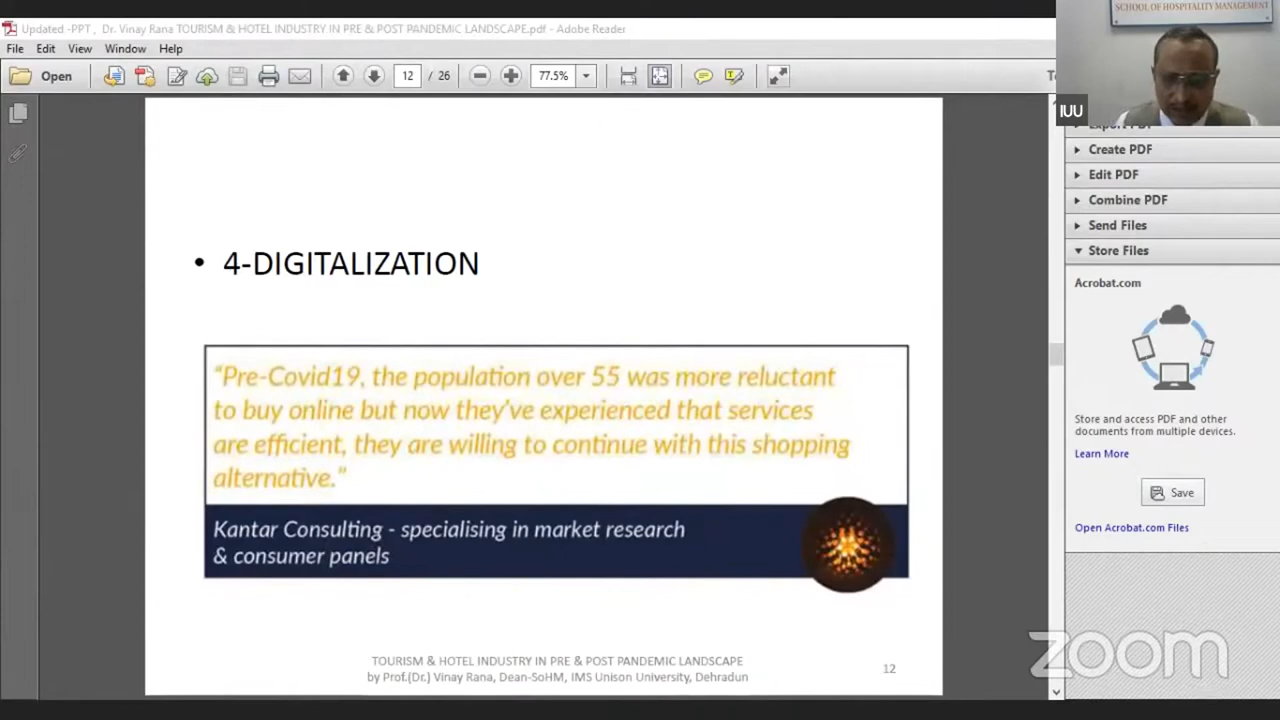 Updated -PPT , Dr. Vinay Rana TOURISM & HOTEL INDUSTRY IN PRE & POST PANDEMIC LANDSCAPE.pdf - Adobe Reader
File Edit View Window Help
Open 12 / 26 77.5%
SCHOOL OF HOSPITALITY MANAGEMENT
IUU
Export PDF
Create PDF
Edit PDF
Combine PDF
Send Files
Store Files
Acrobat.com
Store and access PDF and other
documents from multiple devices.
Learn More
Save
Open Acrobat.com Files
• 4-DIGITALIZATION
“Pre-Covid19, the population over 55 was more reluctant
to buy online but now they've experienced that services
are efficient, they are willing to continue with this shopping
alternative.”
Kantar Consulting - specialising in market research
& consumer panels
TOURISM & HOTEL INDUSTRY IN PRE & POST PANDEMIC LANDSCAPE
by Prof.(Dr.) Vinay Rana, Dean-SoHM, IMS Unison University, Dehradun
12
zoom